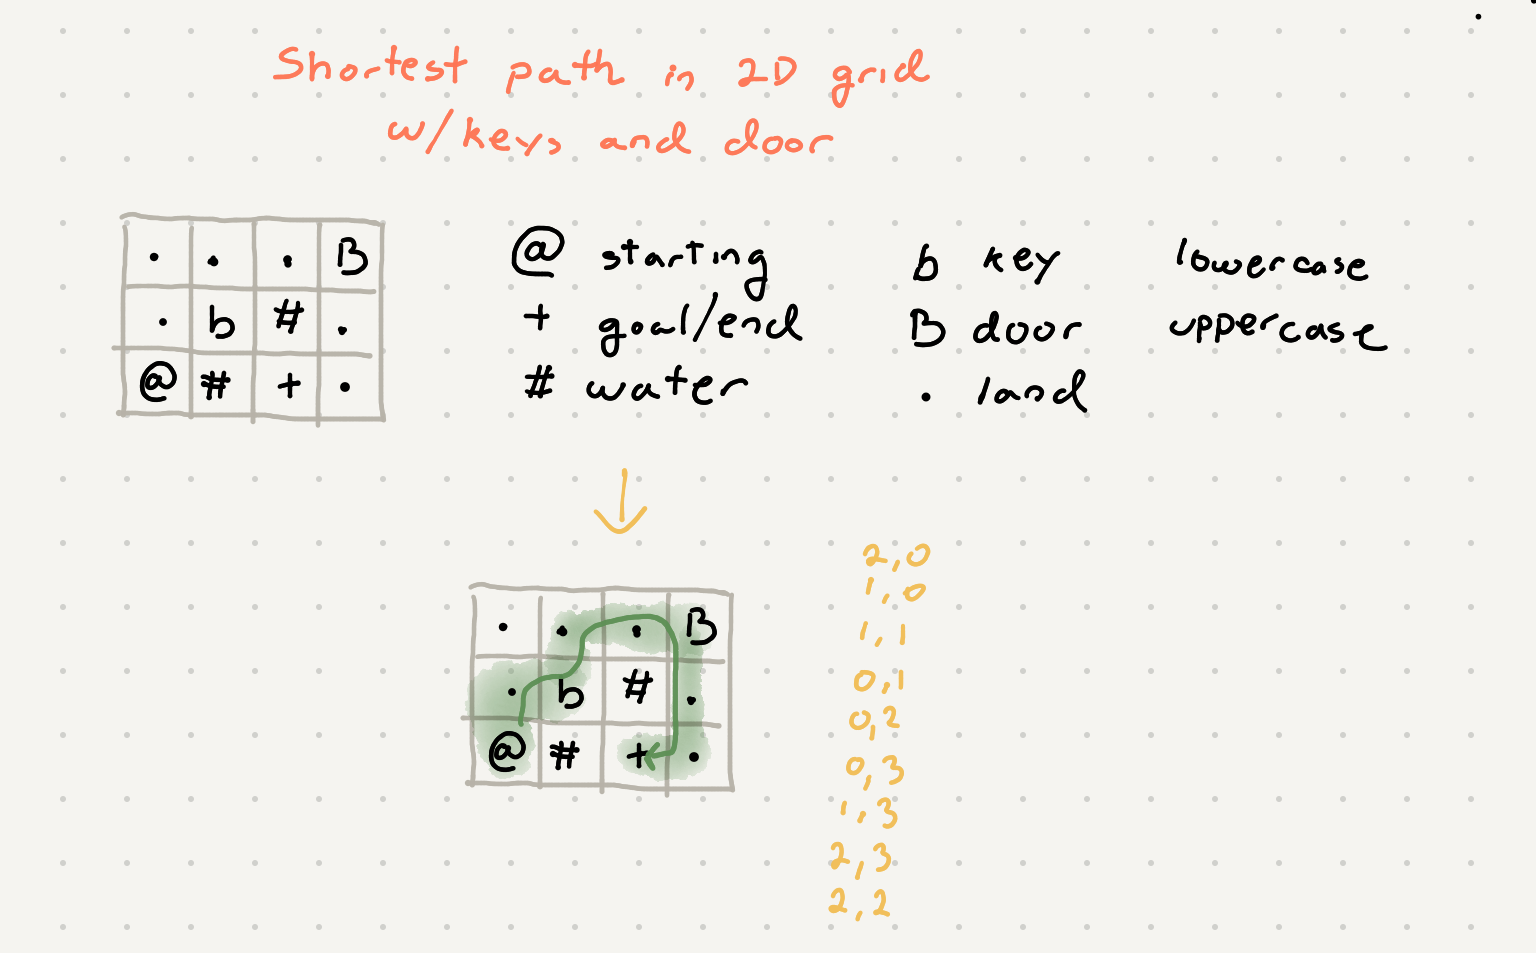 Shortest path in 2D grid
w/keys and door
. . . B
. b # .
@ # + .
@ starting b key lowercase
+ goal/end B door uppercase
# water . land
. . . B
. b # .
@ # + .
2,0
1,0
1,1
0,1
0,2
0,3
1,3
2,3
2,2